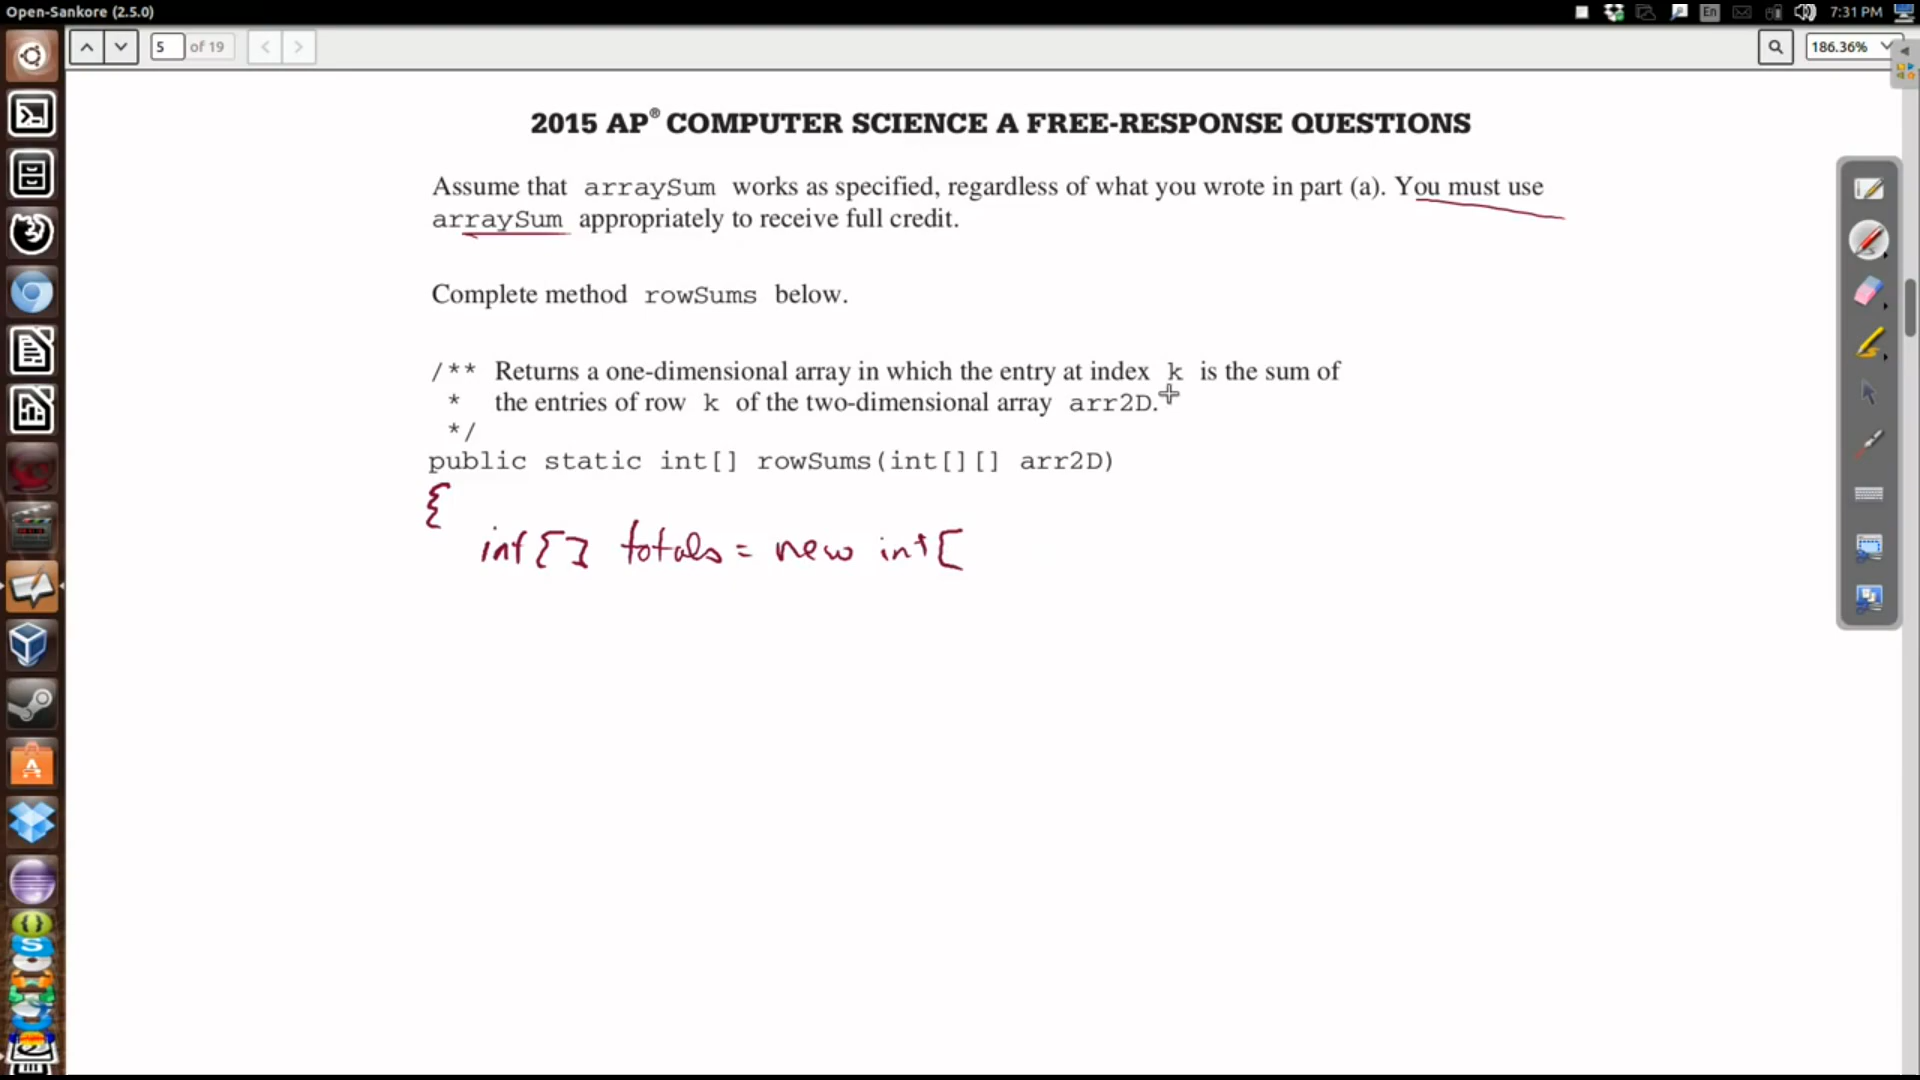 Open-Sankore (2.5.0)
En
7:31 PM
5 of 19
186.36%
2015 AP® COMPUTER SCIENCE A FREE-RESPONSE QUESTIONS
Assume that arraySum works as specified, regardless of what you wrote in part (a). You must use
arraySum appropriately to receive full credit.
Complete method rowSums below.
/** Returns a one-dimensional array in which the entry at index k is the sum of
* the entries of row k of the two-dimensional array arr2D.
*/
public static int[] rowSums(int[][] arr2D)
{
int[] totals = new int[